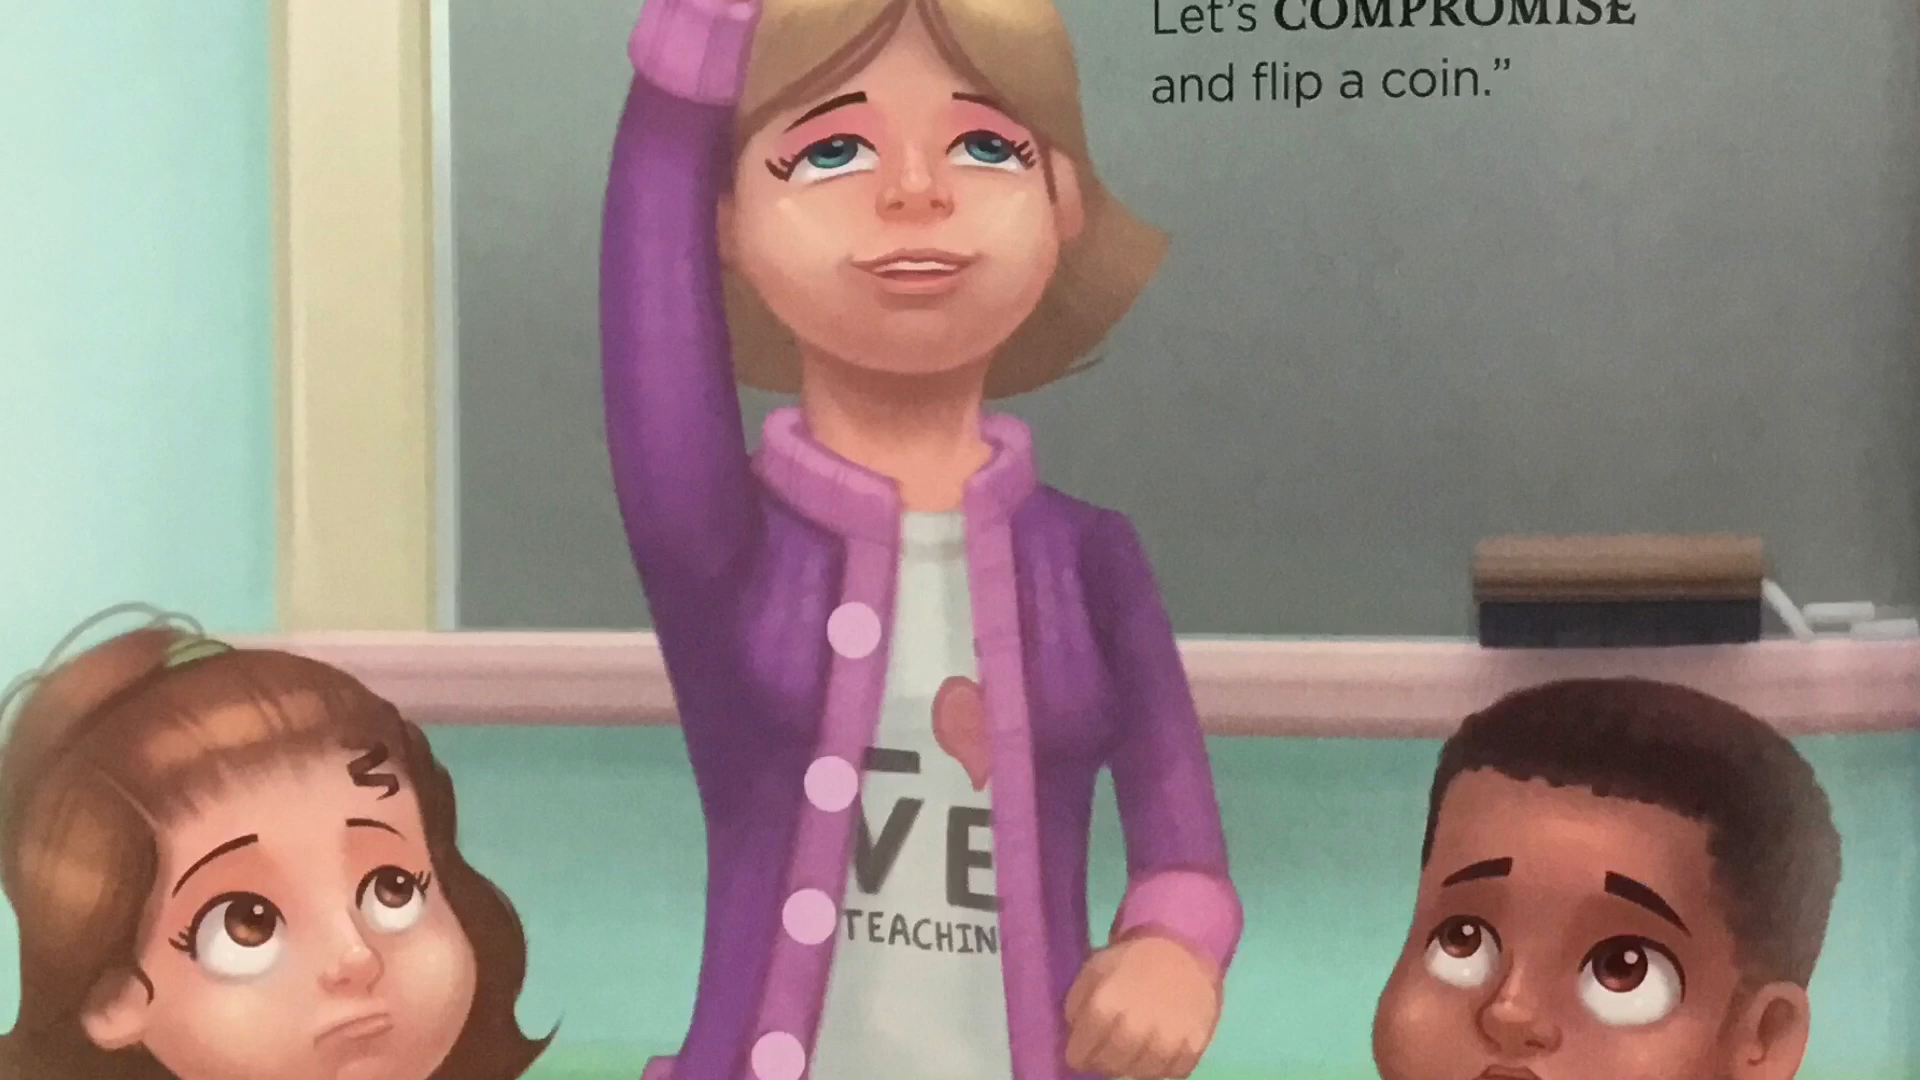 Let's COMPROMISE
and flip a coin.”
VE
TEACHIN